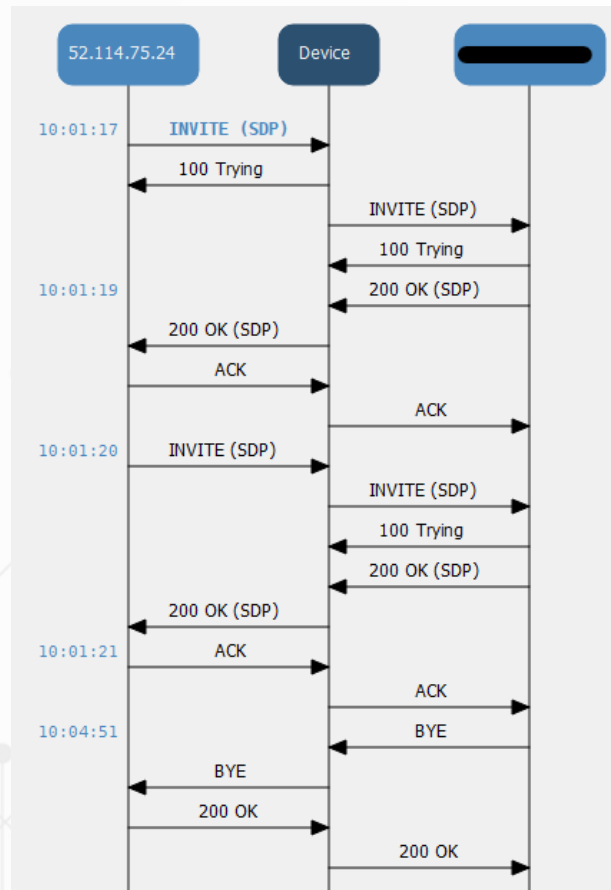 52.114.75.24 Device
10:01:17 INVITE (SDP)
100 Trying
INVITE (SDP)
100 Trying
10:01:19 200 OK (SDP)
200 OK (SDP)
ACK
ACK
10:01:20 INVITE (SDP)
INVITE (SDP)
100 Trying
200 OK (SDP)
200 OK (SDP)
10:01:21 ACK
ACK
10:04:51 BYE
BYE
200 OK
200 OK